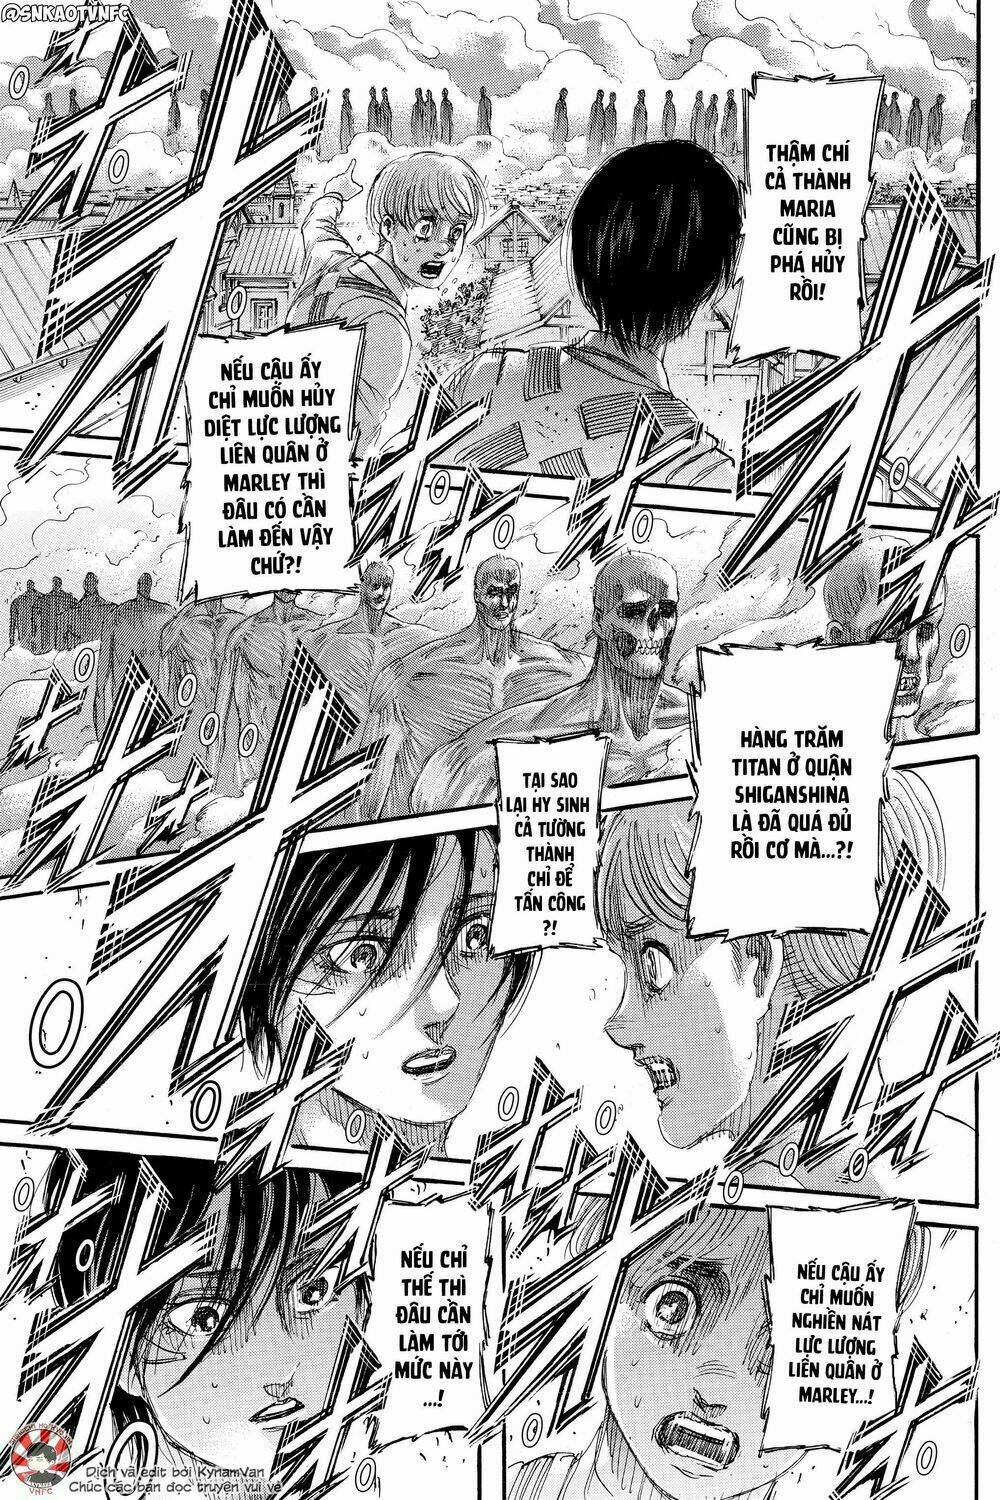 @SNKAOTVNFC
THẬM CHÍ
CẢ THÀNH
MARIA
CŨNG BỊ
PHÁ HỦY
RỒI!
NẾU CẬU ẤY
CHỈ MUỐN HỦY
DIỆT LỰC LƯỢNG
LIÊN QUÂN Ở
MARLEY THÌ
ĐÂU CÓ CẦN
LÀM ĐẾN VẬY
CHỨ?!
HÀNG TRĂM
TITAN Ở QUẬN
SHIGANSHINA
LÀ ĐÃ QUÁ ĐỦ
RỒI CƠ MÀ...?!
TẠI SAO
LẠI HY SINH
CẢ TƯỜNG
THÀNH
CHỈ ĐỂ
TẤN CÔNG
?!
NẾU CẬU ẤY
CHỈ MUỐN
NGHIỀN NÁT
LỰC LƯỢNG
LIÊN QUÂN Ở
MARLEY...!
NẾU CHỈ
THẾ THÌ
ĐÂU CẦN
LÀM TỚI
MỨC NÀY
...!
VNFC
Dịch và edit bởi KynamVan
Chúc các bạn đọc truyện vui vẻ